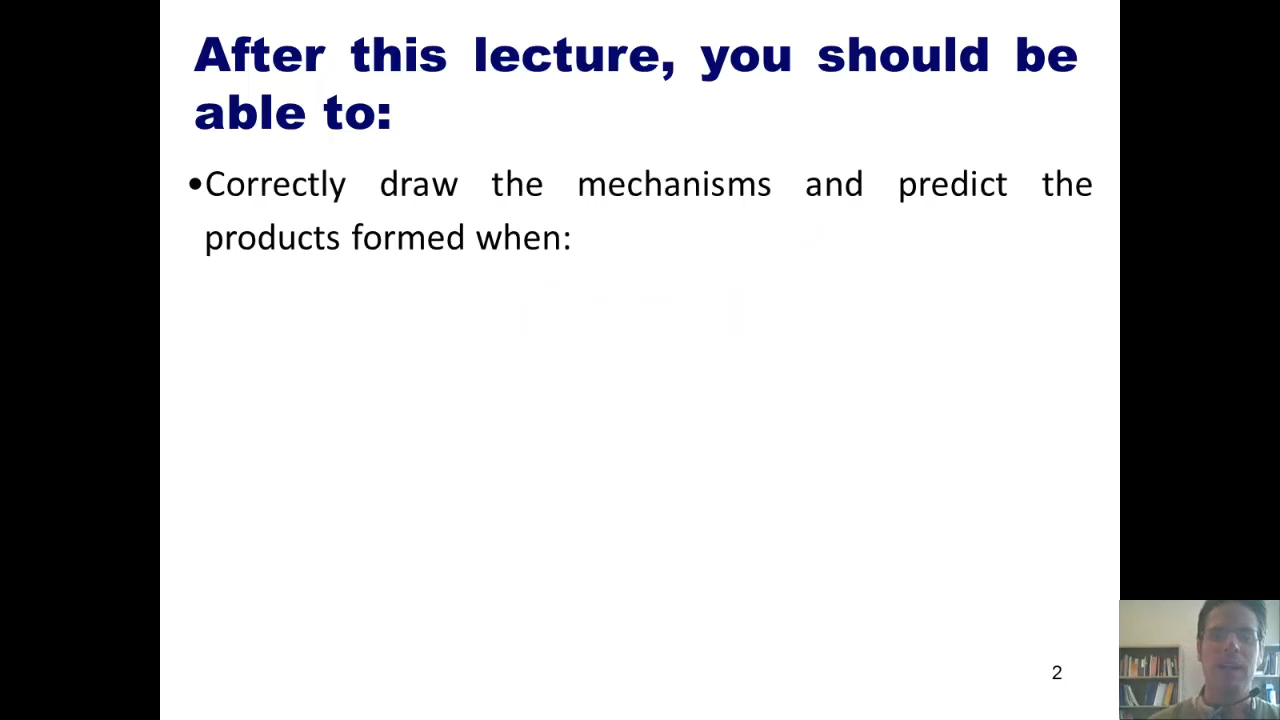 After this lecture, you should be
able to:
•Correctly draw the mechanisms and predict the
products formed when:
2